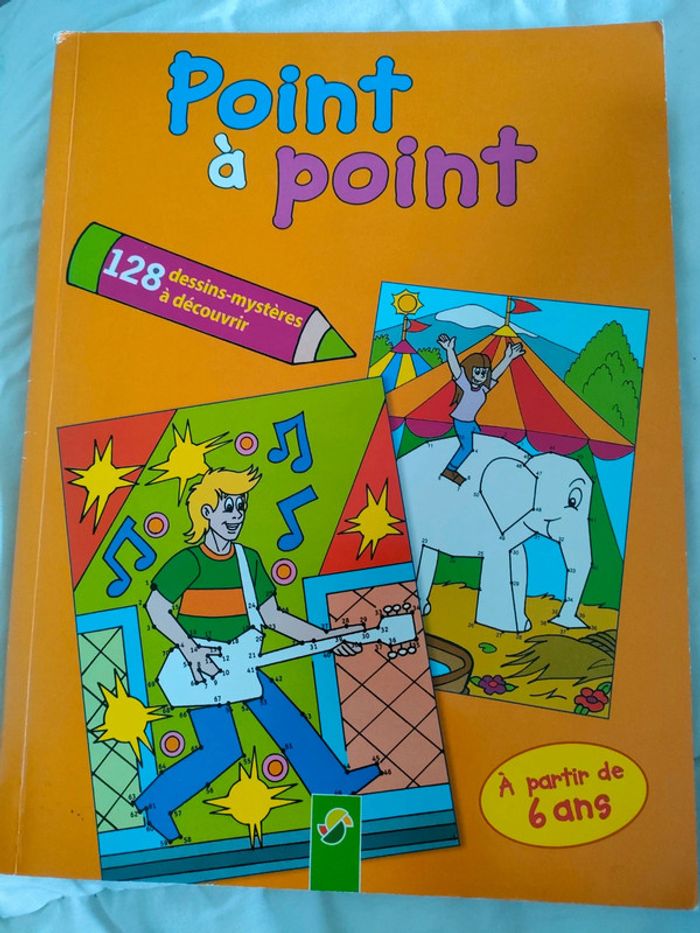 Point
à point
128 dessins-mystères
à découvrir
À partir de
6 ans